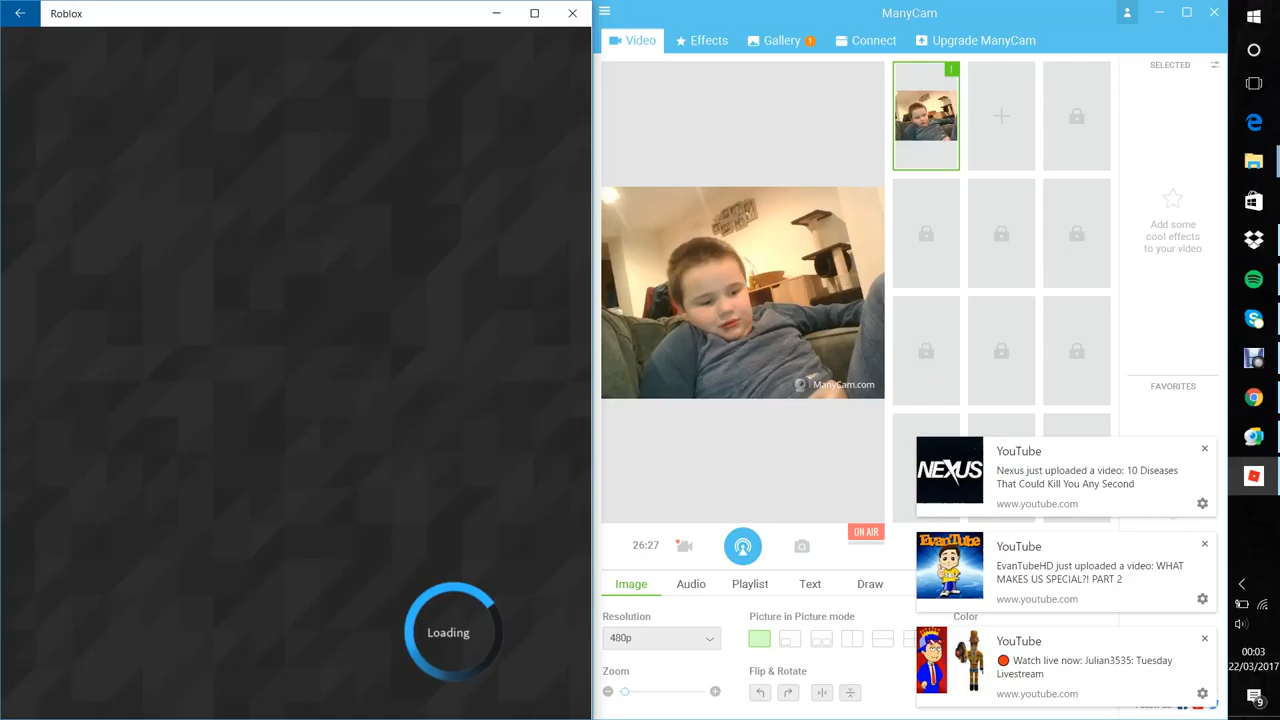 Roblox
Loading
ManyCam
Video
Effects
Gallery
1
Connect
Upgrade ManyCam
SELECTED
1
Add some
cool effects
to your video
ManyCam.com
FAVORITES
26:27
ON AIR
Image
Audio
Playlist
Text
Draw
Resolution
480p
Picture in Picture mode
Color
Zoom
Flip & Rotate
YouTube
Nexus just uploaded a video: 10 Diseases
That Could Kill You Any Second
www.youtube.com
NEXUS
YouTube
EvanTubeHD just uploaded a video: WHAT
MAKES US SPECIAL?! PART 2
www.youtube.com
EVANTUBE
YouTube
Watch live now: Julian3535: Tuesday
Livestream
www.youtube.com
00:03
22/03/2017
9